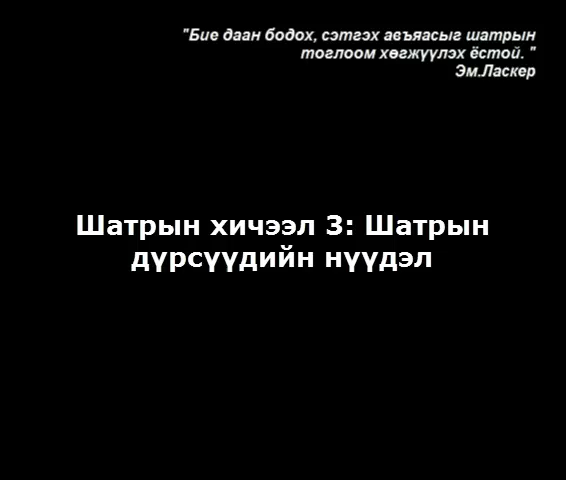 "Бие даан бодох, сэтгэх авъяасыг шатрын
тоглоом хөгжүүлэх ёстой. "
Эм.Ласкер
Шатрын хичээл 3: Шатрын
дүрсүүдийн нүүдэл